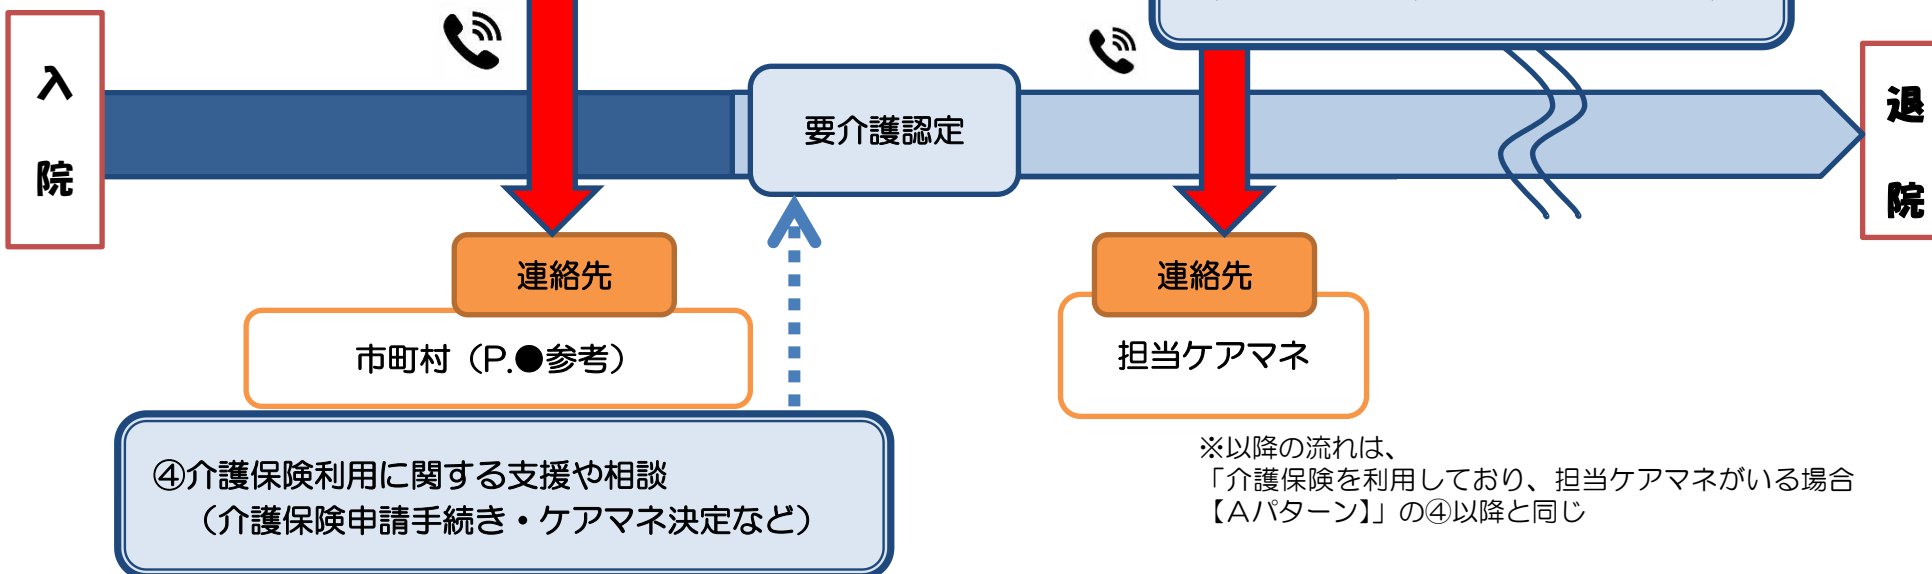 入院
要介護認定
退院
連絡先
連絡先
市町村（P.●参考）
担当ケアマネ
④介護保険利用に関する支援や相談
（介護保険申請手続き・ケアマネ決定など）
※以降の流れは、
「介護保険を利用しており、担当ケアマネがいる場合
【Aパターン】」の④以降と同じ